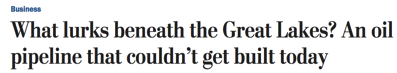 Business
What lurks beneath the Great Lakes? An oil
pipeline that couldn’t get built today